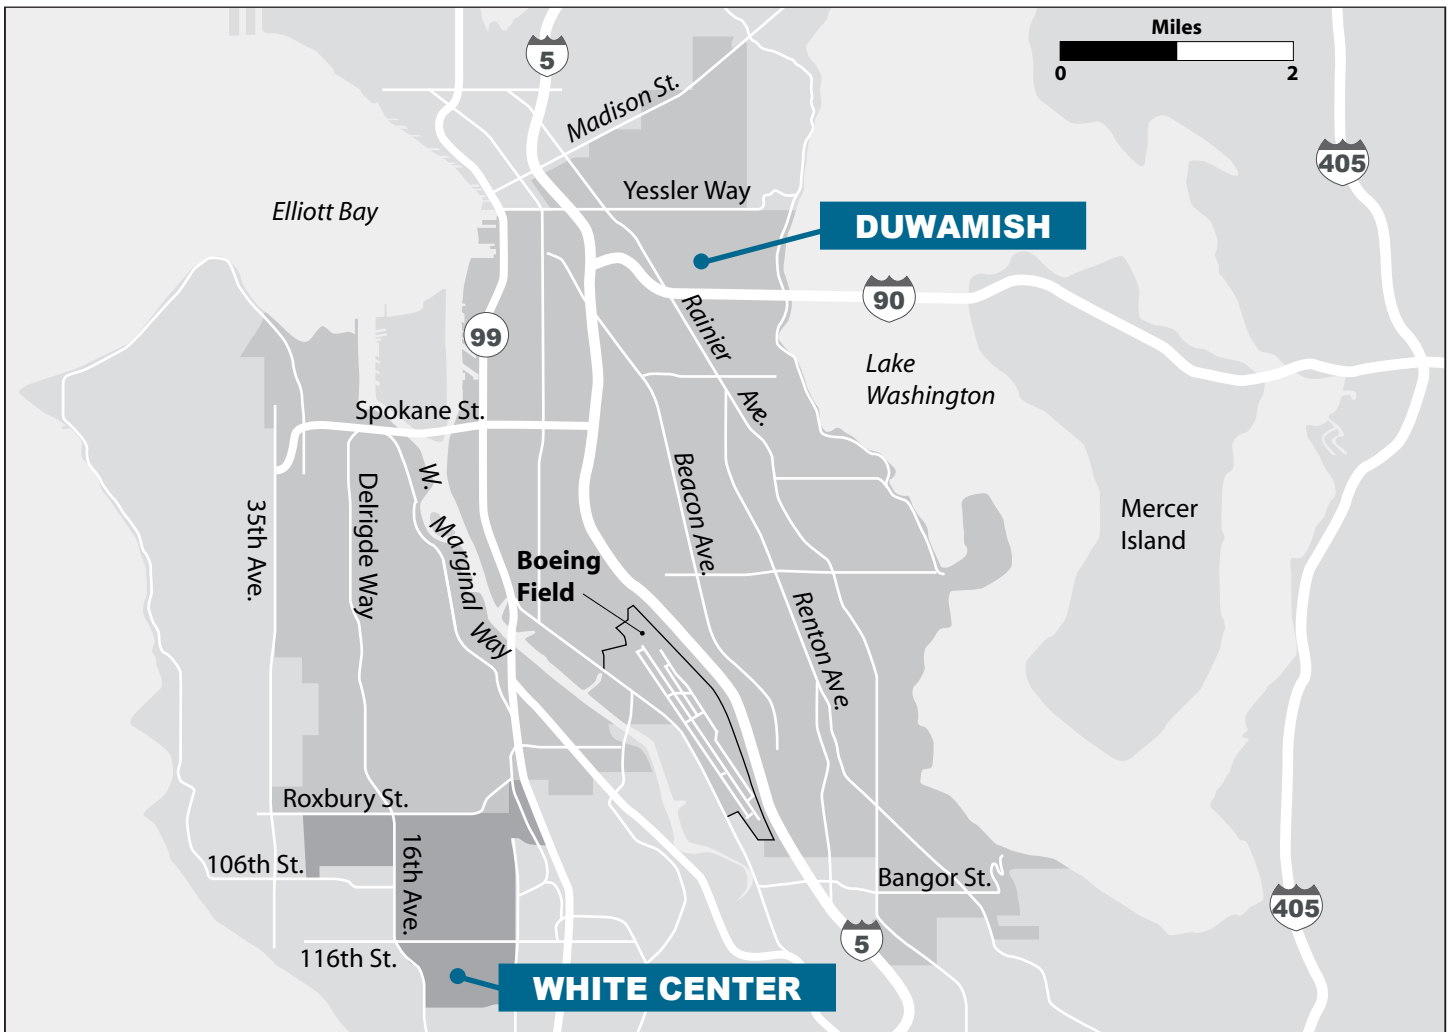 Miles
0 2
5
Madison St.
405
Yessler Way
Elliott Bay
DUWAMISH
90
Rainier
Ave.
99
Lake
Washington
Spokane St.
W.
Marginal
Way
Beacon Ave.
Delrigde Way
35th Ave.
Mercer
Island
Boeing
Field
Renton Ave.
Roxbury St.
16th Ave.
106th St.
Bangor St.
405
5
116th St.
WHITE CENTER